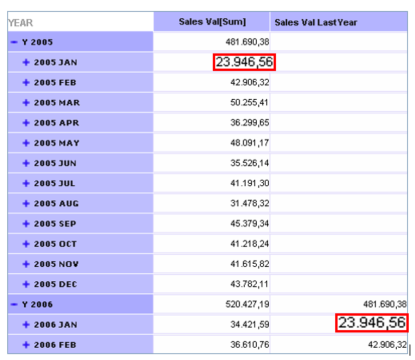 YEAR Sales Val[Sum] Sales Val LastYear
Y 2005 481.690,38
2005 JAN 23.946,56
2005 FEB 42.906,32
2005 MAR 50.255,41
2005 APR 36.299,65
2005 MAY 48.091,17
2005 JUN 35.526,14
2005 JUL 41.191,30
2005 AUG 31.478,32
2005 SEP 45.379,34
2005 OCT 41.218,24
2005 NOV 41.615,82
2005 DEC 43.782,11
Y 2006 520.427,19 481.690,38
2006 JAN 34.421,59 23.946,56
2006 FEB 36.610,76 42.906,32